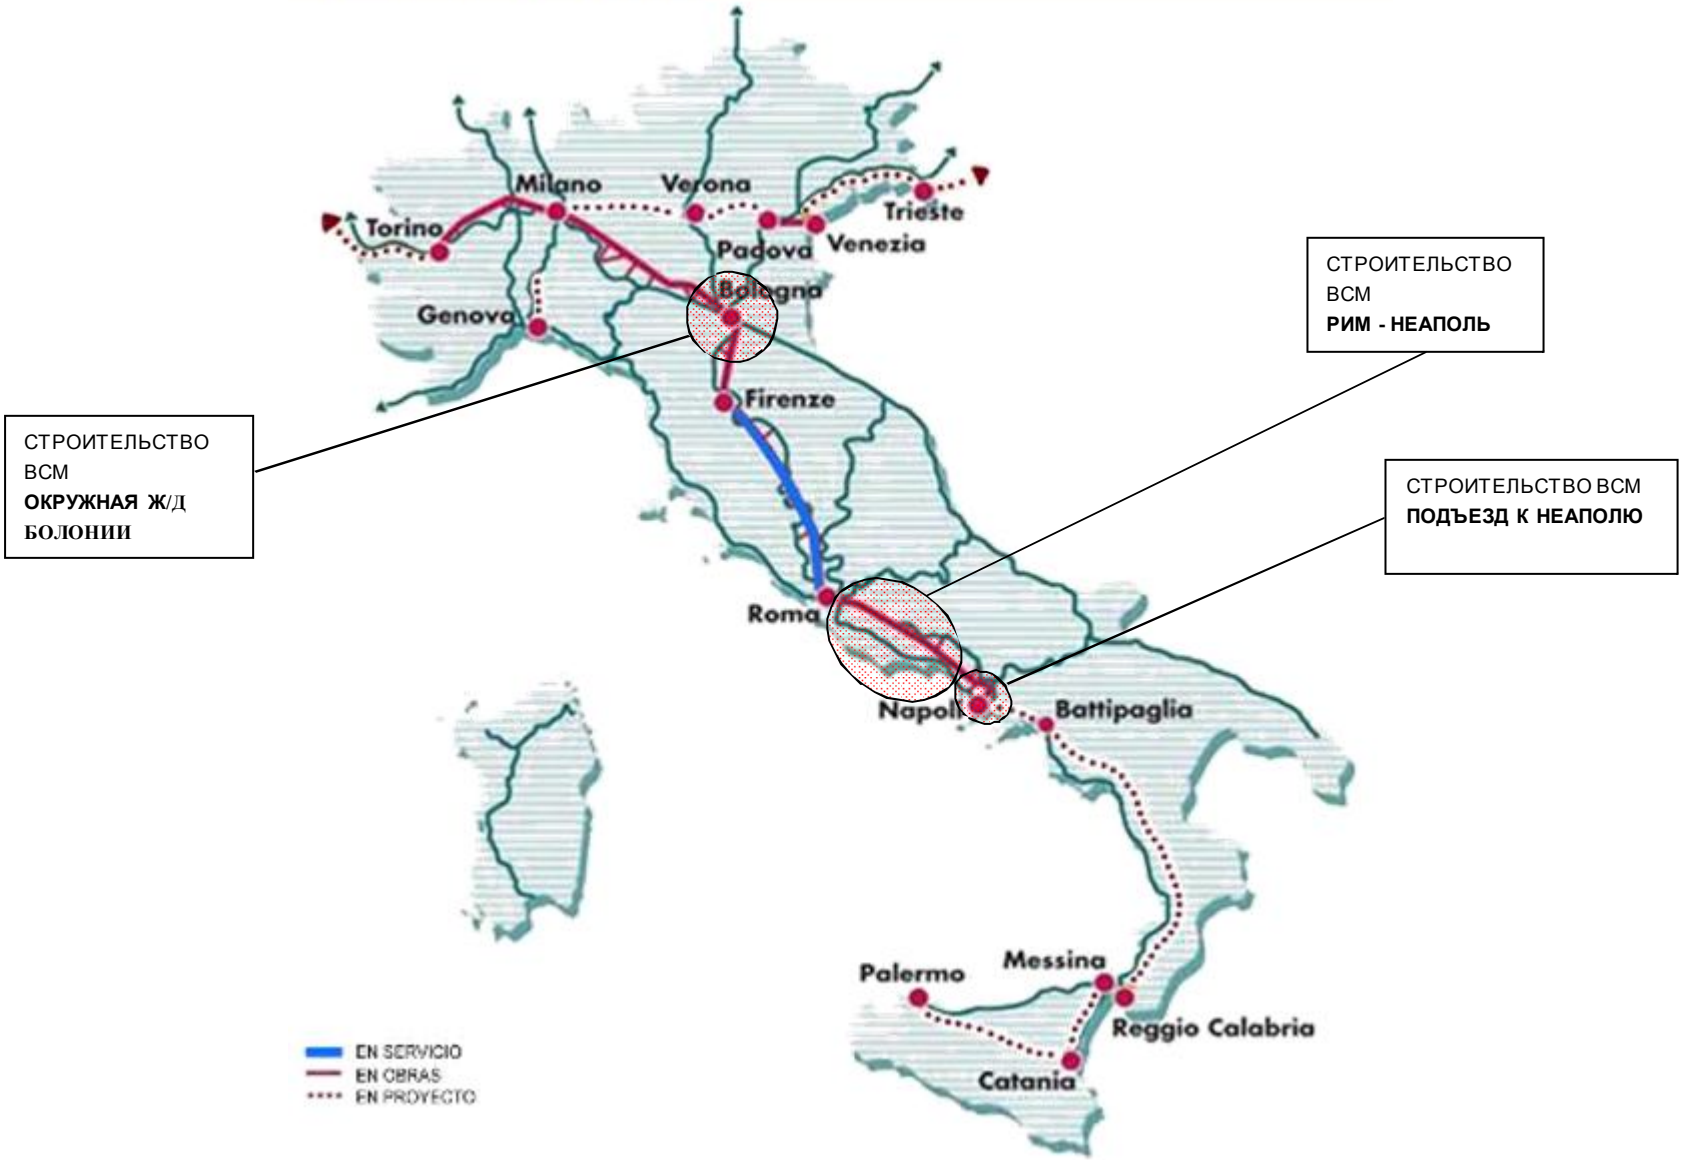 Milano
Verona
Trieste
Torino
Padova
Venezia
Bologna
Genova
Firenze
Roma
Napoli
Battipaglia
Messina
Palermo
Reggio Calabria
Catania
СТРОИТЕЛЬСТВО
ВСМ
РИМ - НЕАПОЛЬ
СТРОИТЕЛЬСТВО
ВСМ
ОКРУЖНАЯ Ж/Д
БОЛОНИИ
СТРОИТЕЛЬСТВО ВСМ
ПОДЪЕЗД К НЕАПОЛЮ
EN SERVICIO
EN OBRAS
EN PROYECTO